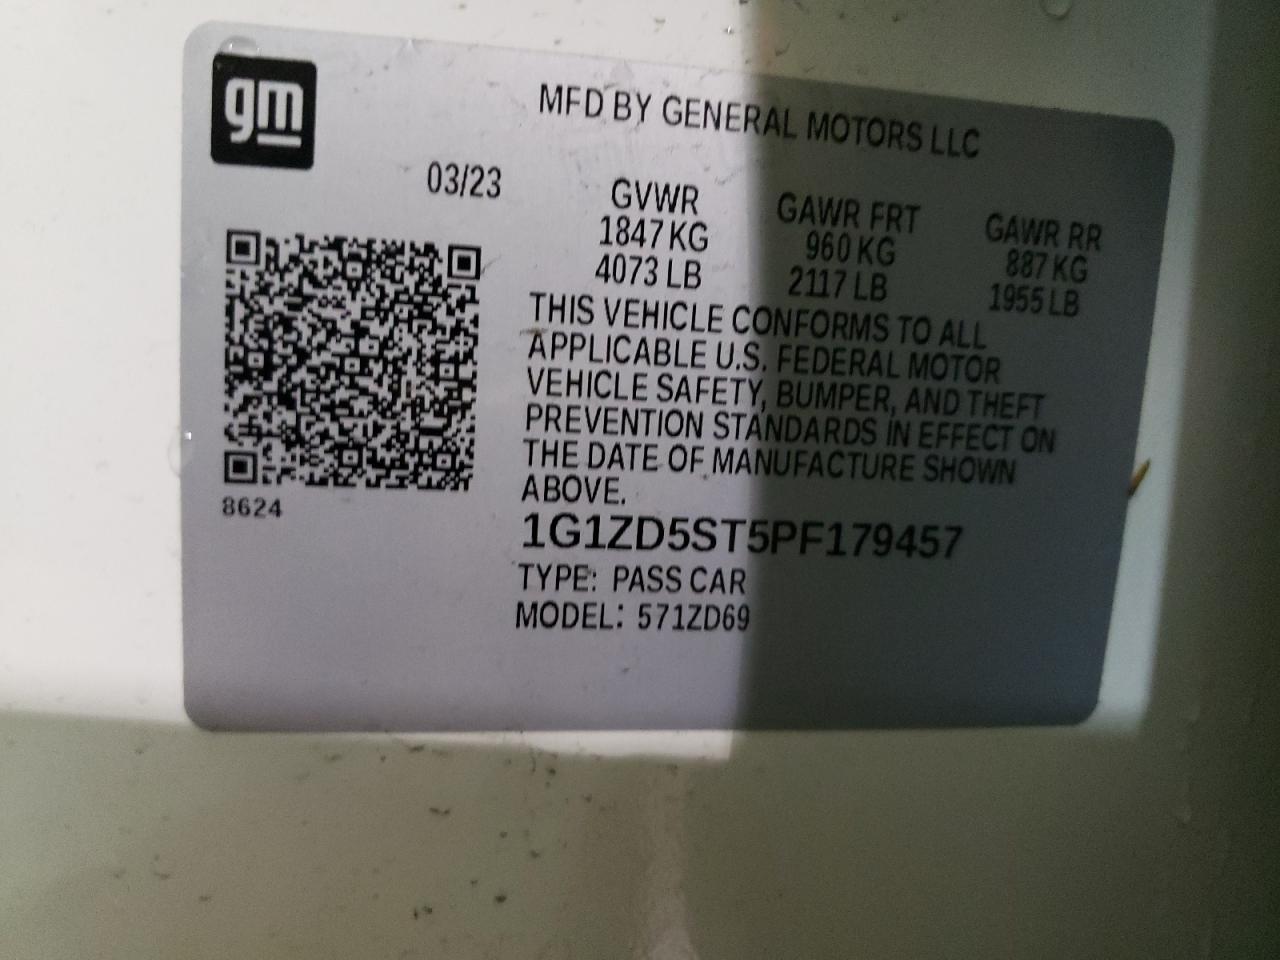 gm
MFD BY GENERAL MOTORS LLC
03/23
GVWR GAWR FRT GAWR RR
1847 KG 960 KG 887 KG
4073 LB 2117 LB 1955 LB
THIS VEHICLE CONFORMS TO ALL
APPLICABLE U.S. FEDERAL MOTOR
VEHICLE SAFETY, BUMPER, AND THEFT
PREVENTION STANDARDS IN EFFECT ON
THE DATE OF MANUFACTURE SHOWN
ABOVE.
8624
1G1ZD5ST5PF179457
TYPE: PASS CAR
MODEL: 571ZD69